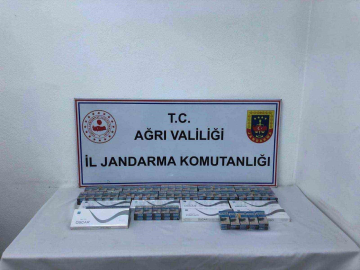 T.C.
AĞRI VALİLİĞİ
İL JANDARMA KOMUTANLIĞI